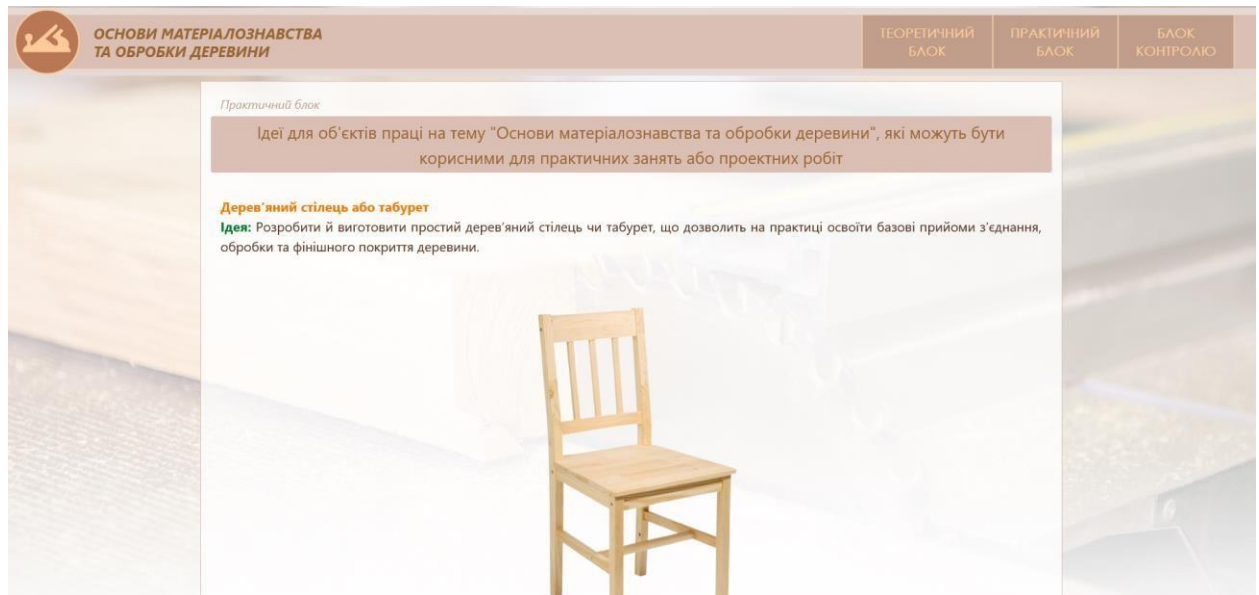 ОСНОВИ МАТЕРІАЛОЗНАВСТВА
ТА ОБРОБКИ ДЕРЕВИНИ
ТЕОРЕТИЧНИЙ
БЛОК
ПРАКТИЧНИЙ
БЛОК
БЛОК
КОНТРОЛЮ
Практичний блок
Ідеї для об'єктів праці на тему "Основи матеріалознавства та обробки деревини", які можуть бути
корисними для практичних занять або проектних робіт
Дерев'яний стілець або табурет
Ідея: Розробити й виготовити простий дерев'яний стілець чи табурет, що дозволить на практиці освоїти базові прийоми з'єднання,
обробки та фінішного покриття деревини.